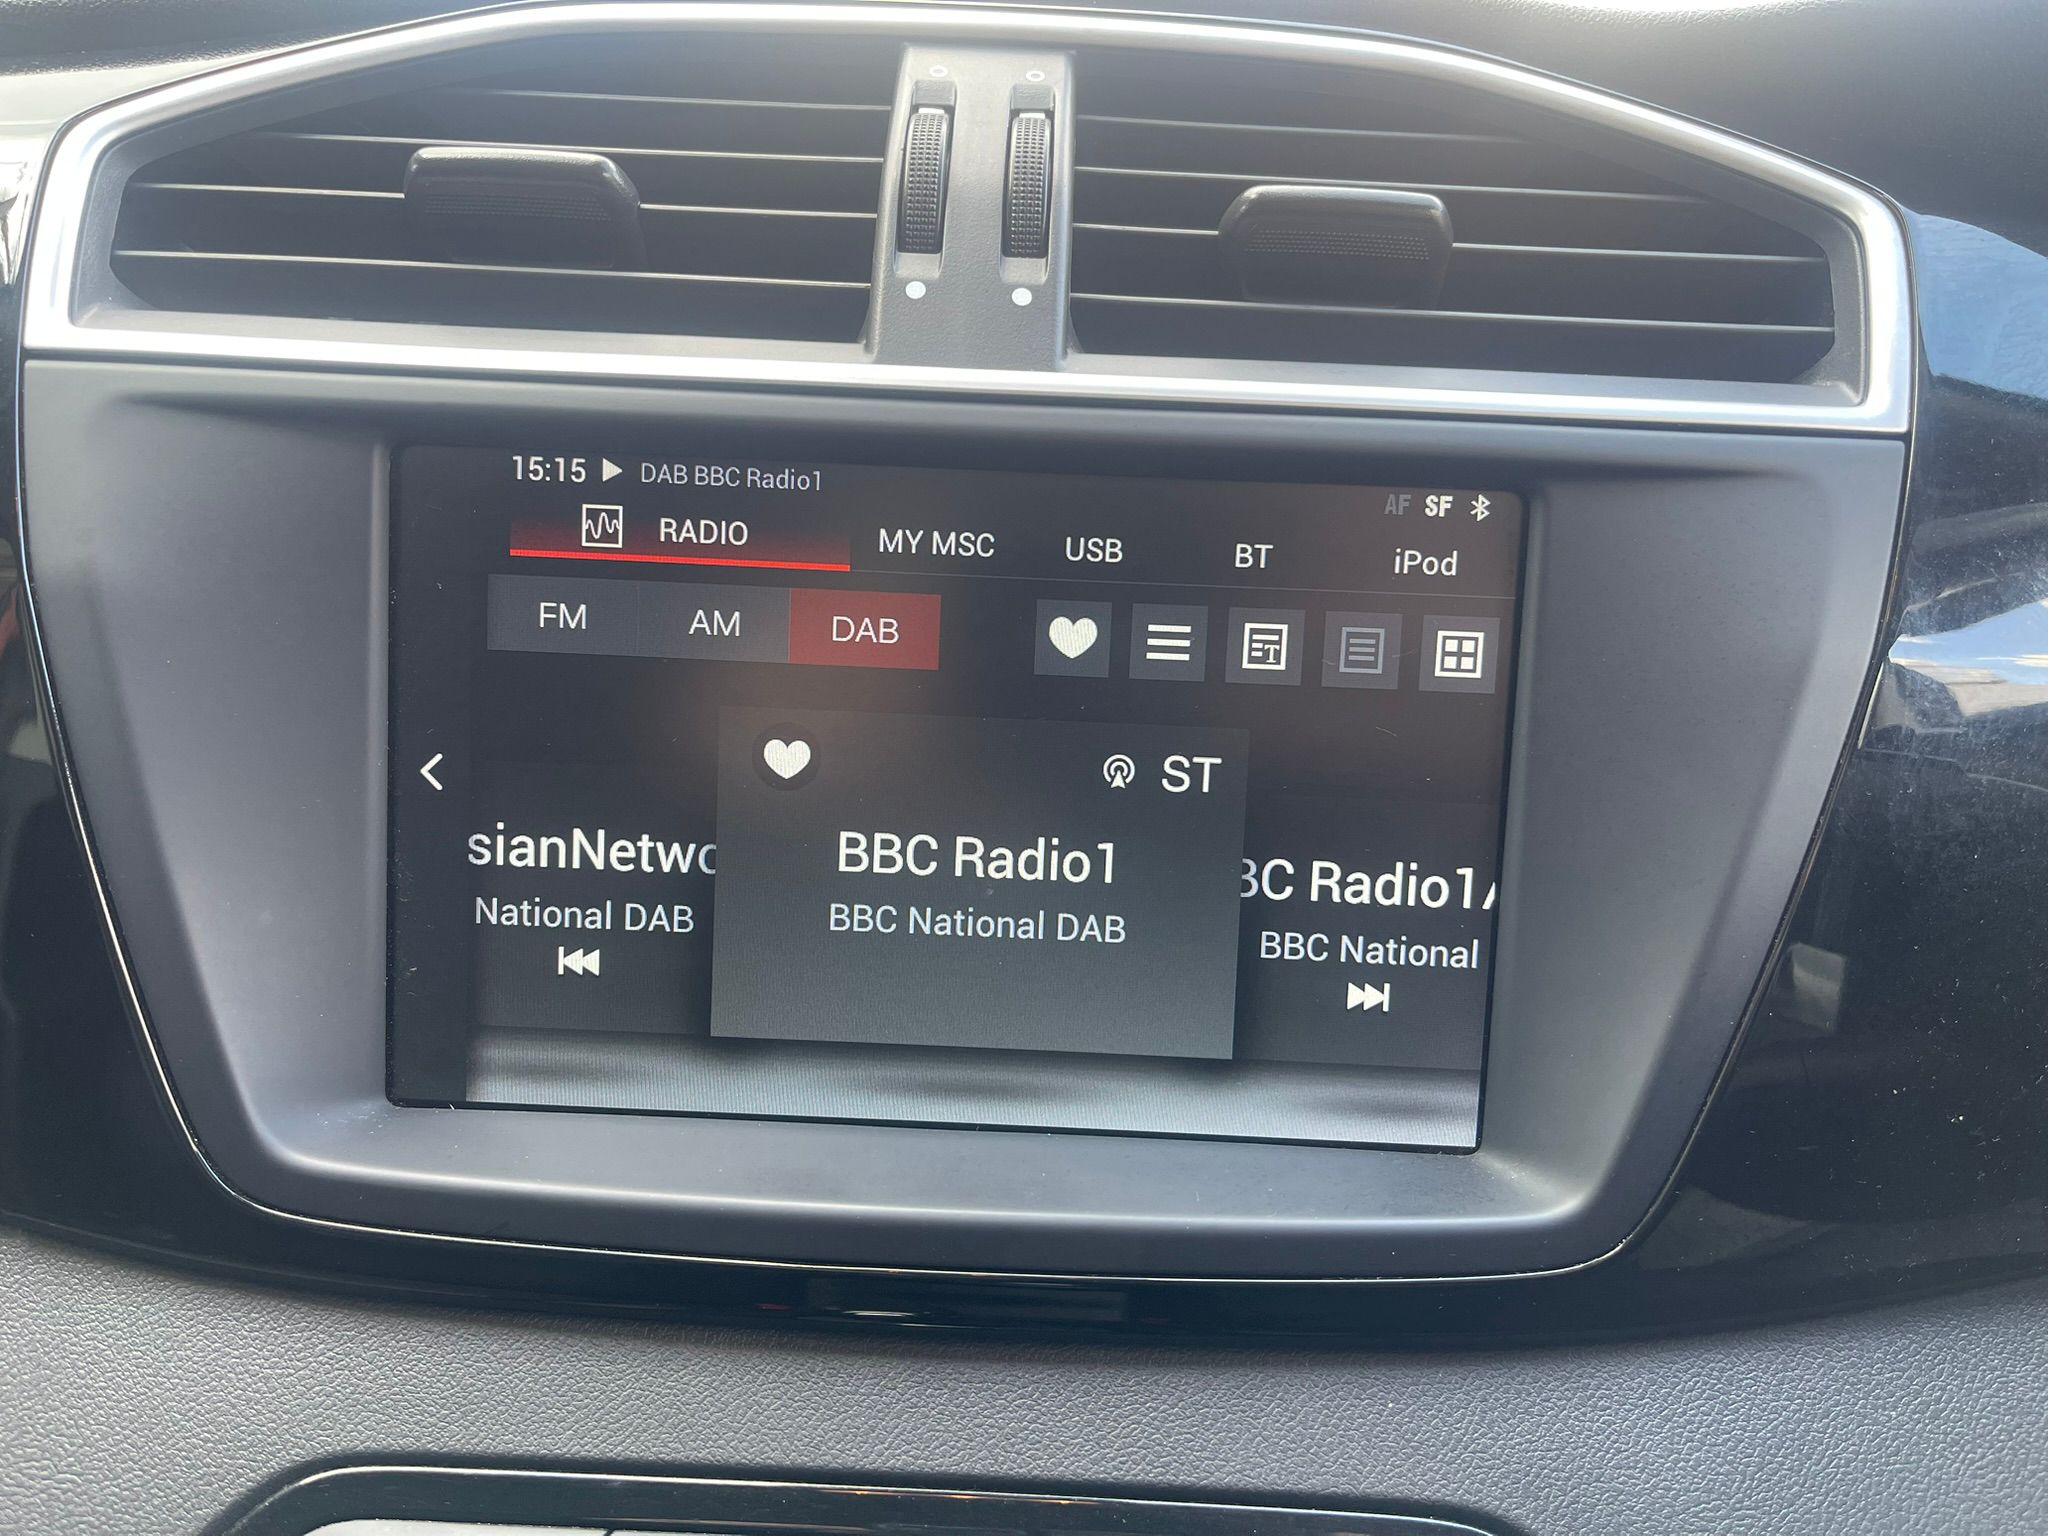 15:15 DAB BBC Radio1
AF SF
RADIO MY MSC USB BT iPod
FM AM DAB
ST
sianNetwo BBC Radio1 BC Radio1
National DAB BBC National DAB BBC National